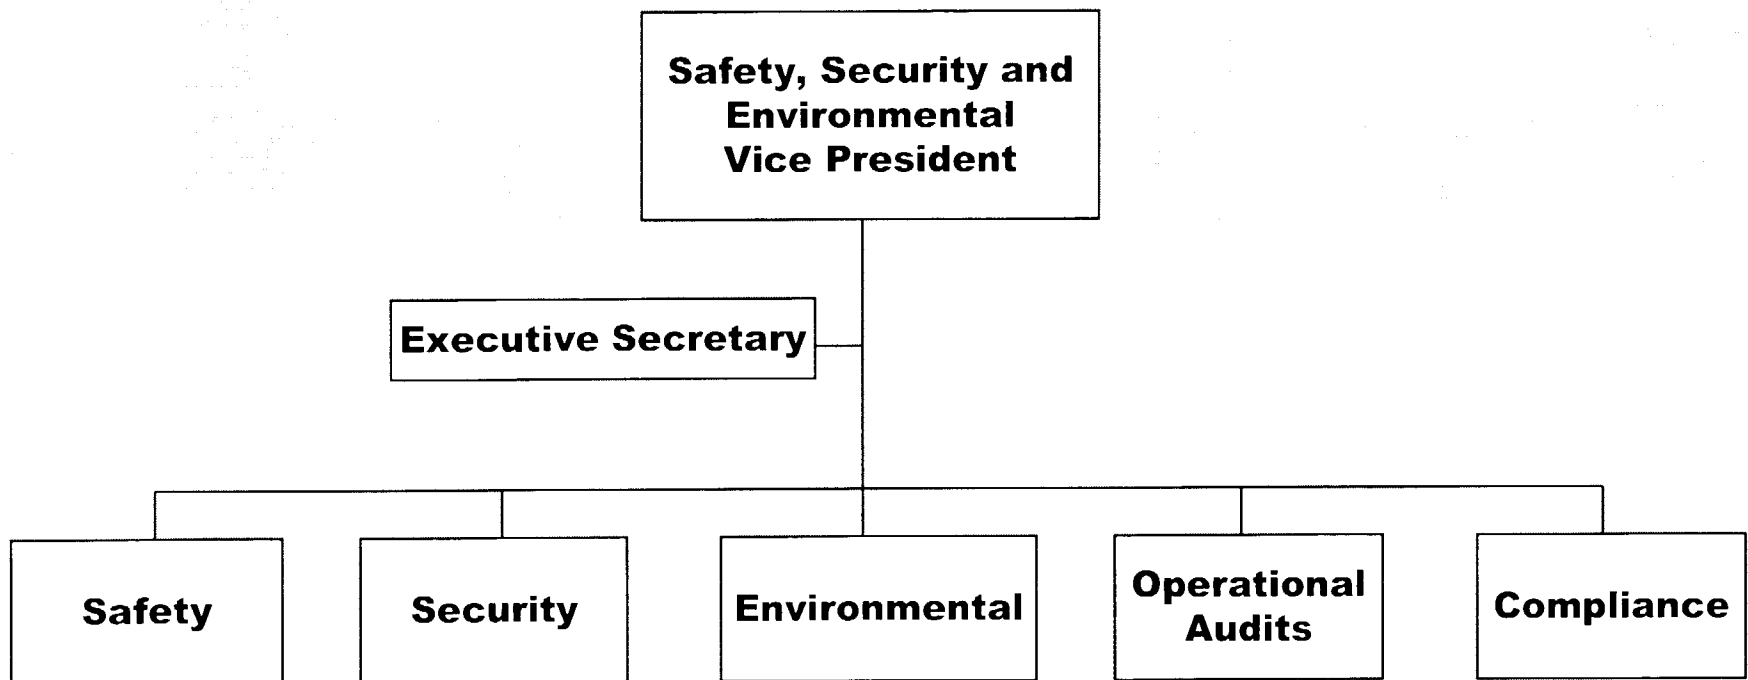 Safety, Security and
Environmental
Vice President
Executive Secretary
Safety
Security
Environmental
Operational
Audits
Compliance